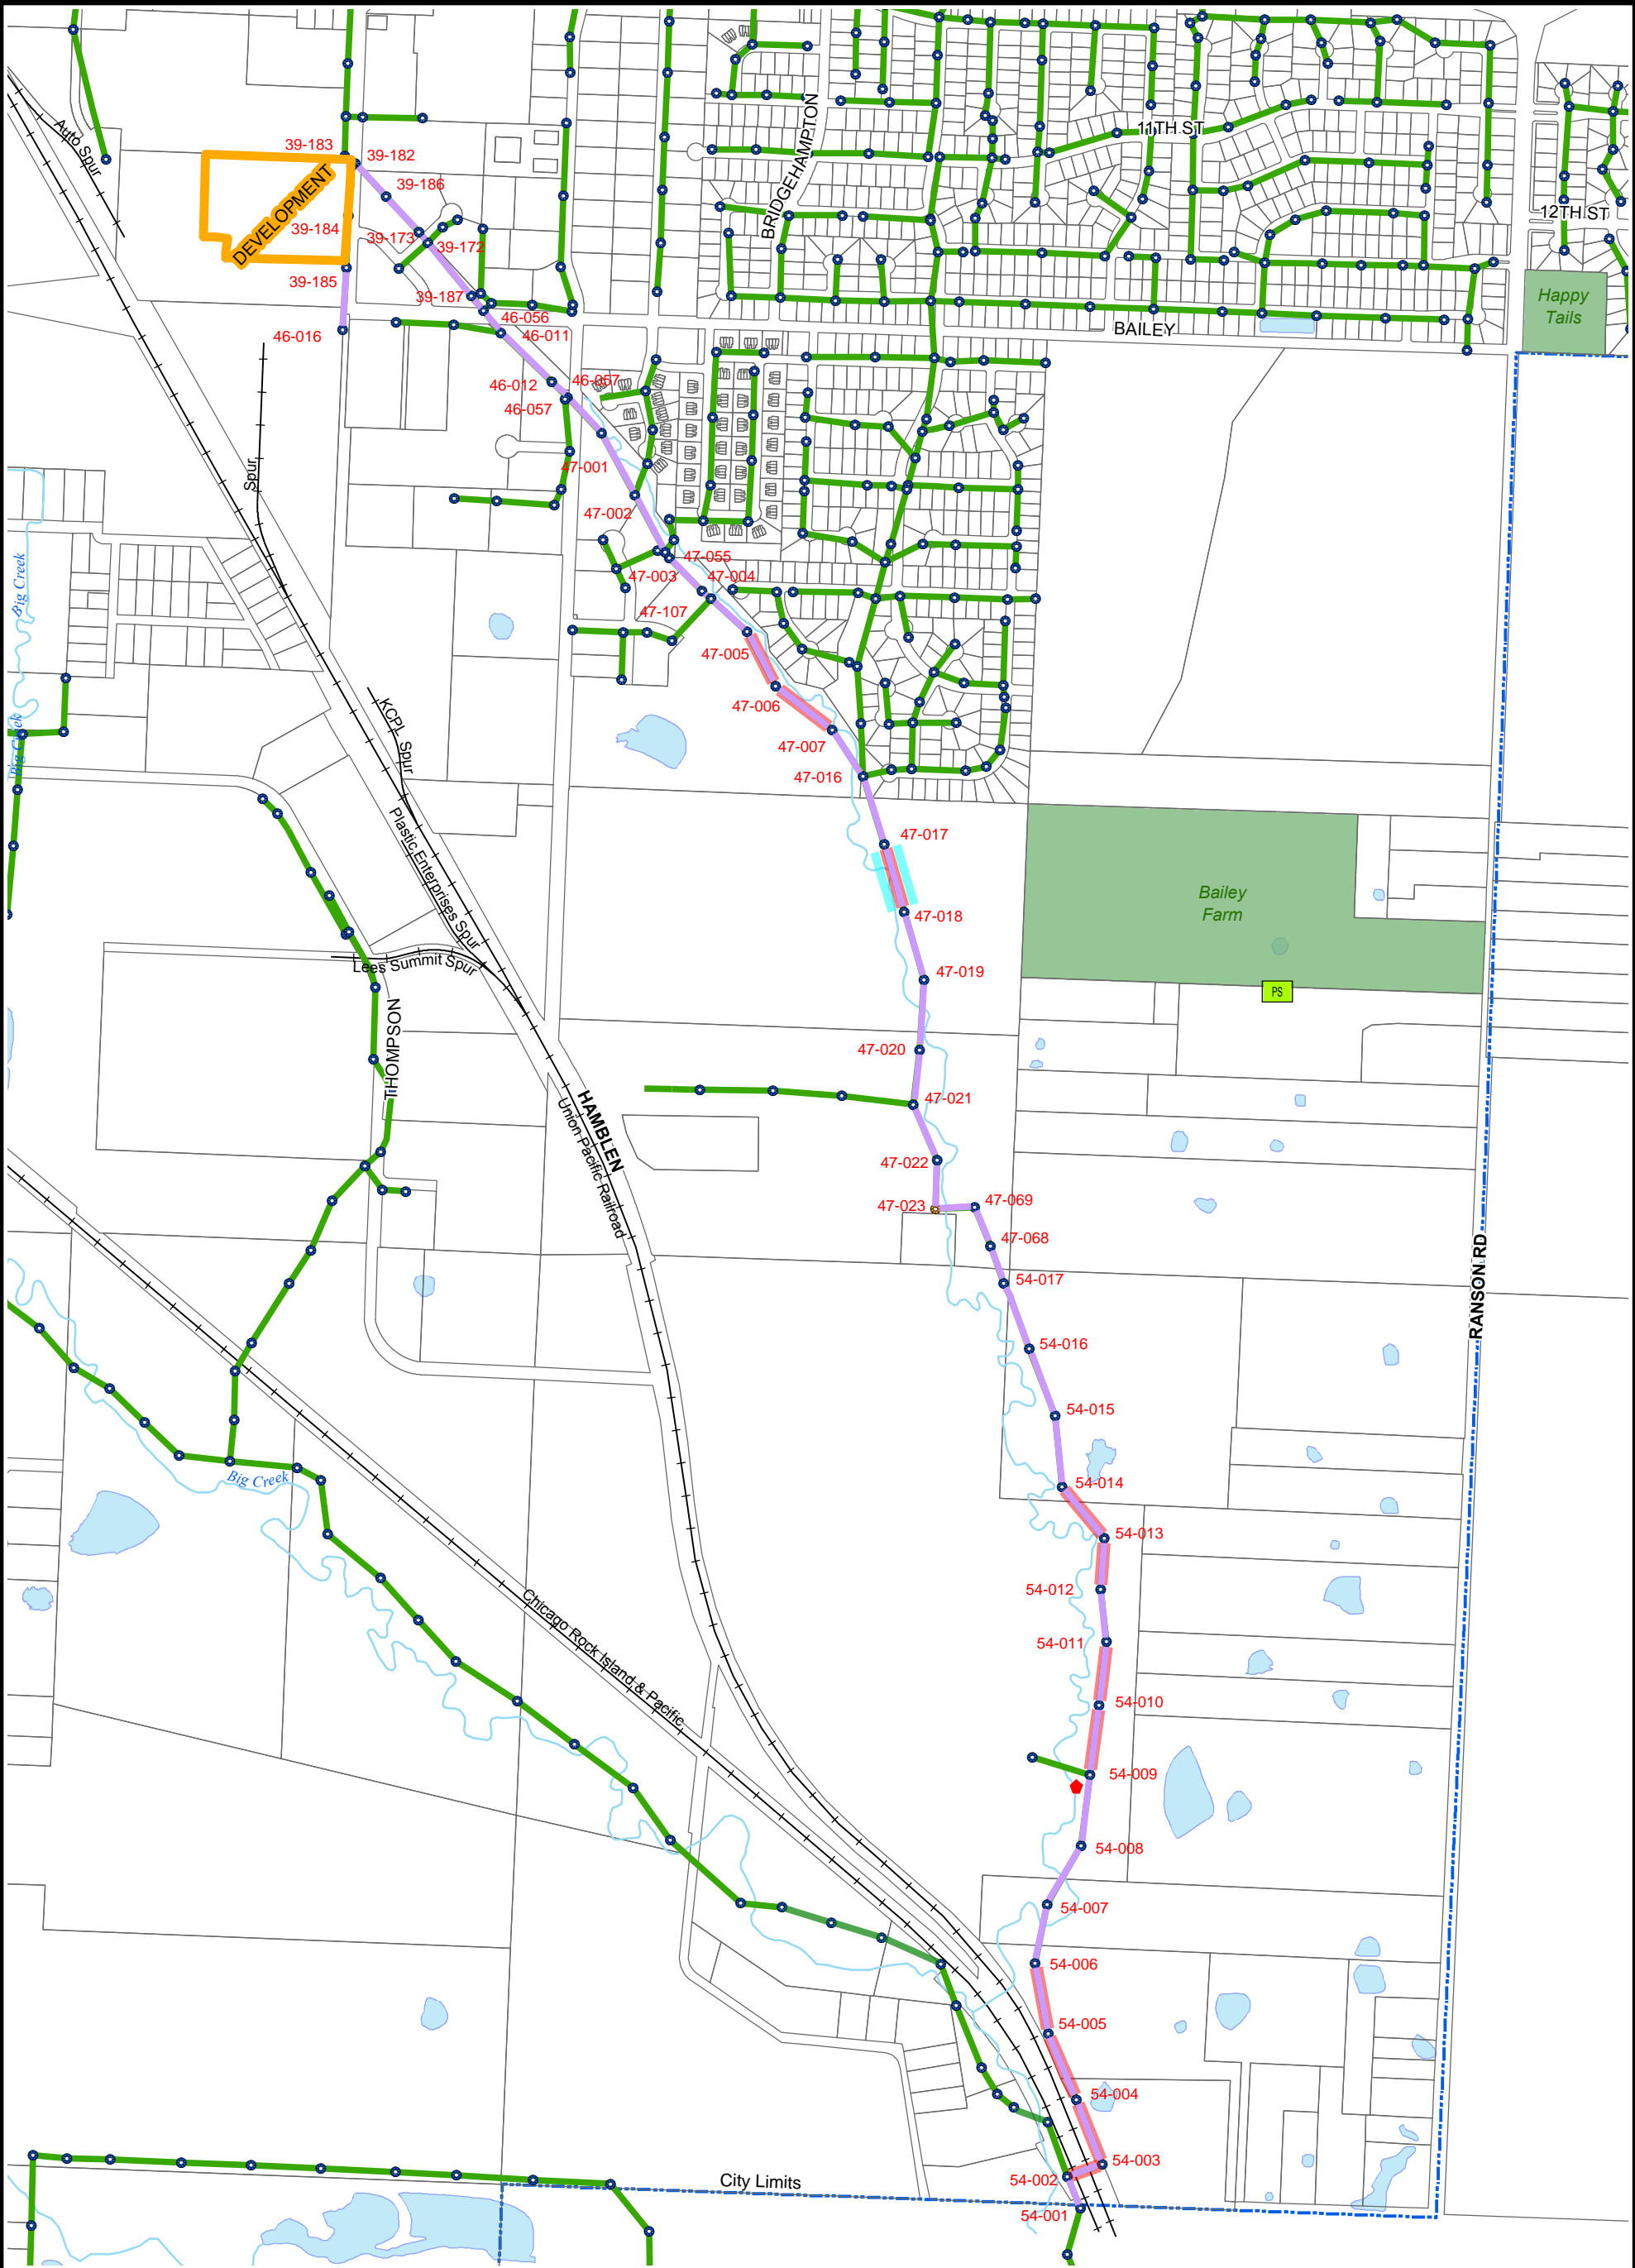 Auto Spur
39-183
39-182
DEVELOPMENT
39-186
39-184
39-173
39-172
39-185
39-187
46-016
46-056
46-011
BRIDGEHAMPTON
11TH ST
12TH ST
BAILEY
Happy
Tails
46-012
46-057
46-057
Spur
47-001
47-002
47-055
47-003
47-004
47-107
47-005
47-006
47-007
47-016
Big Creek
Big Creek
KCPL Spur
Plastic Enterprises Spur
Lees Summit Spur
THOMPSON
47-017
47-018
Bailey
Farm
PS
47-019
47-020
47-021
47-022
47-023
47-069
47-068
HAMBLEN
Union Pacific Railroad
RANSON RD
54-017
54-016
54-015
54-014
54-013
54-012
54-011
54-010
54-009
54-008
54-007
54-006
54-005
54-004
54-003
54-002
54-001
Big Creek
Chicago Rock Island & Pacific
City Limits